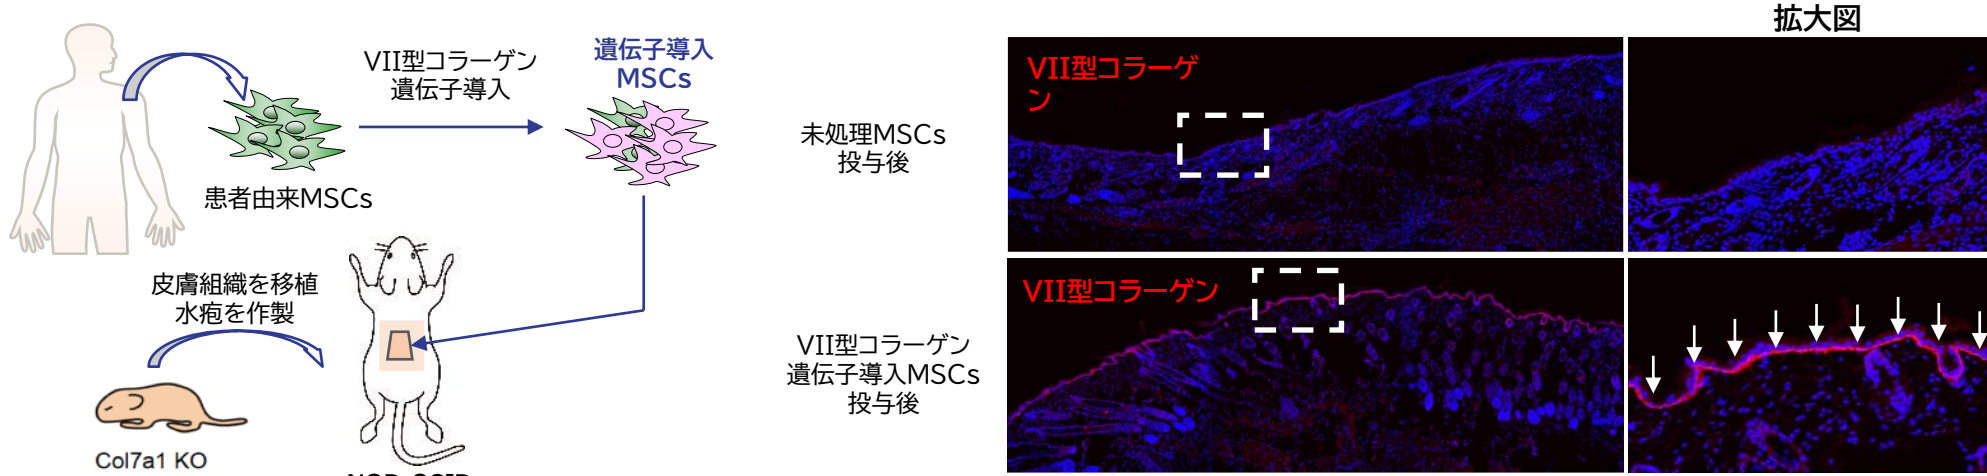 VII型コラーゲン
遺伝子導入
遺伝子導入
MSCs
患者由来MSCs
皮膚組織を移植
水疱を作製
Col7a1 KO
拡大図
未処理MSCs
投与後
VII型コラーゲ
ン
VII型コラーゲン
遺伝子導入MSCs
投与後
VII型コラーゲン